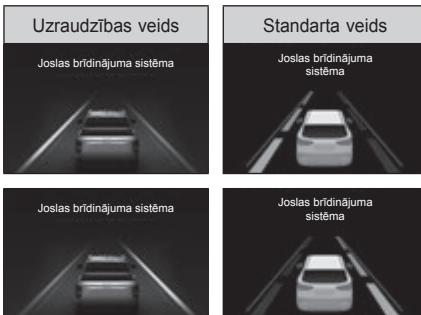 Uzraudzības veids
Standarta veids
Joslas brīdinājuma sistēma
Joslas brīdinājuma
sistēma
Joslas brīdinājuma sistēma
Joslas brīdinājuma
sistēma